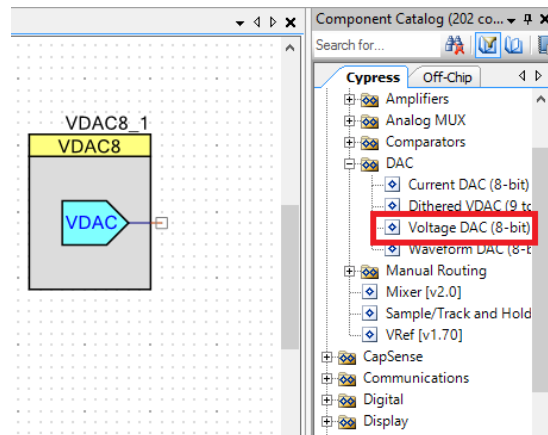 VDAC8_1
VDAC8
VDAC
Component Catalog (202 co...
Search for...
Cypress
Off-Chip
Amplifiers
Analog MUX
Comparators
DAC
Current DAC (8-bit)
Dithered VDAC (9 to
Voltage DAC (8-bit)
Waveform DAC (8-b
Manual Routing
Mixer [v2.0]
Sample/Track and Hold
VRef [v1.70]
CapSense
Communications
Digital
Display